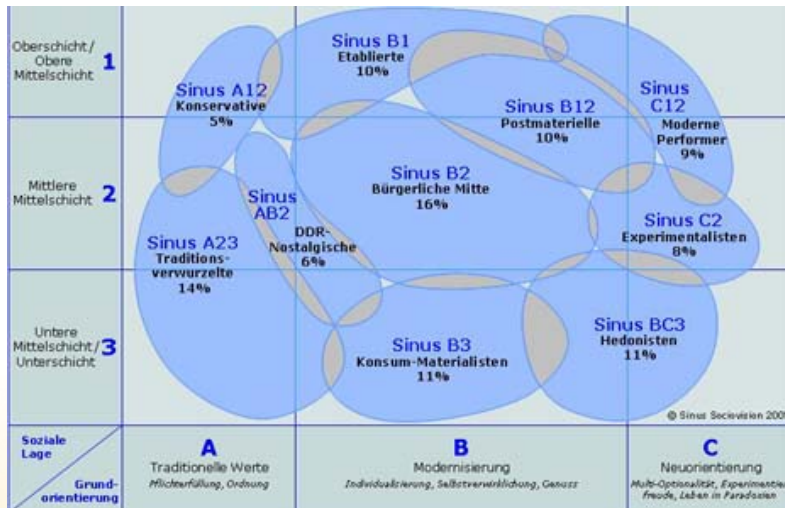 Oberschicht /
Obere
Mittelschicht
1
Mittlere
Mittelschicht
2
Untere
Mittelschicht /
Unterschicht
3
Sinus B1
Etablierte
10%
Sinus A12
Konservative
5%
Sinus B12
Postmaterielle
10%
Sinus
C12
Moderne
Performer
9%
Sinus B2
Bürgerliche Mitte
16%
Sinus
AB2
DDR-
Nostalgische
6%
Sinus A23
Traditions-
verwurzelte
14%
Sinus C2
Experimentalisten
8%
Sinus B3
Konsum-Materialisten
11%
Sinus BC3
Hedonisten
11%
© Sinus Sociovision
Soziale
Lage
Grund-
orientierung
A
Traditionelle Werte
Pflichterfüllung, Ordnung
B
Modernisierung
Individualisierung, Selbstverwirklichung, Genuss
C
Neuorientierung
Multi-Optionalität, Experimentier
freude, Leben in Paradoxien